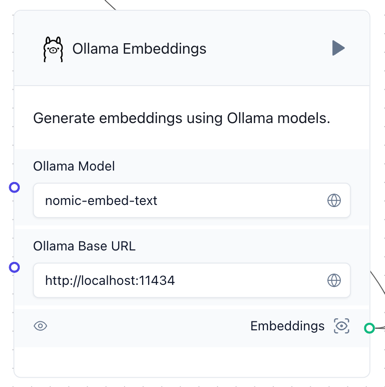 Ollama Embeddings
Generate embeddings using Ollama models.
Ollama Model
nomic-embed-text
Ollama Base URL
http://localhost:11434
Embeddings